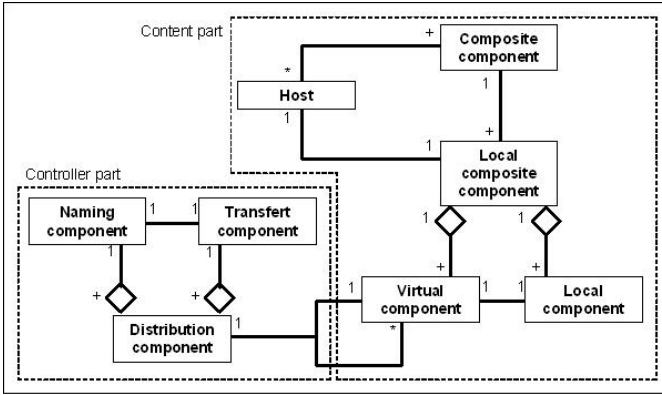 Content part
Composite
component
+
1
*
Host
1
1
+
Local
composite
component
Controller part
1
1
Naming
component
1
1
Transfert
component
1
1
+
+
1
+
+
Distribution
component
1
1
Virtual
component
*
1
1
Local
component